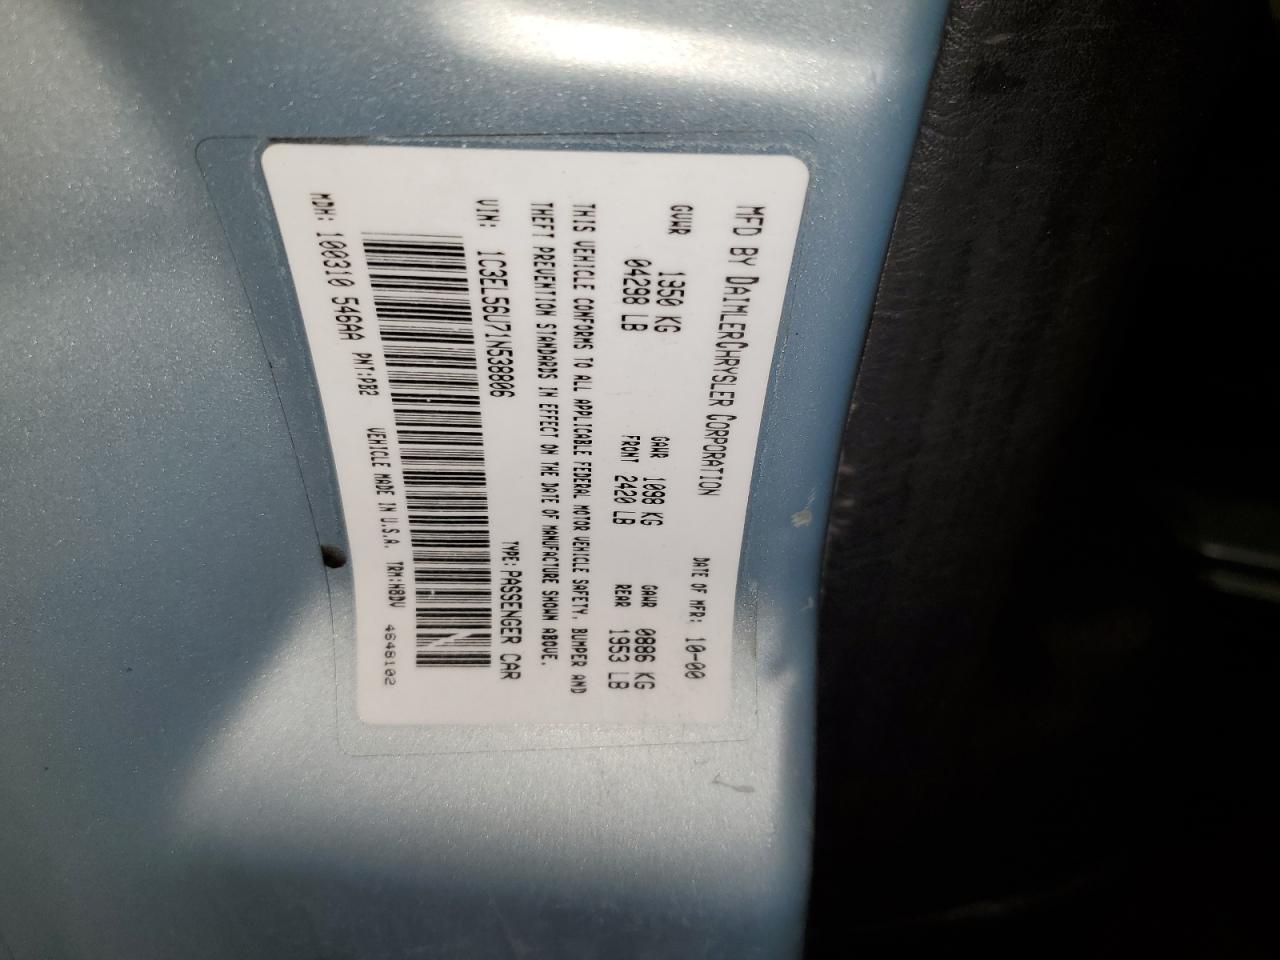 MFD BY DAIMLERCHRYSLER CORPORATION DATE OF MFR: 10-00
GVWR 1950 KG GAWR 1098 KG GAWR 0886 KG
04298 LB FRONT 2420 LB REAR 1953 LB
THIS VEHICLE CONFORMS TO ALL APPLICABLE FEDERAL MOTOR VEHICLE SAFETY, BUMPER AND
THEFT PREVENTION STANDARDS IN EFFECT ON THE DATE OF MANUFACTURE SHOWN ABOVE.
VIN: 1C3EL56U71N538806 TYPE: PASSENGER CAR
N
MDH: 100310 546AA PNT:PB2 VEHICLE MADE IN U.S.A. TRM:H8DV 4648102